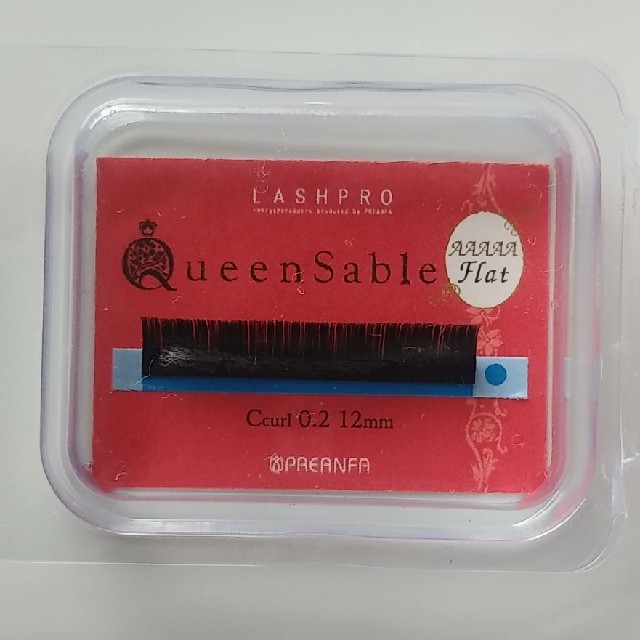 LASHPRO
QueenSable
AAAAA
Flat
Ccurl 0.2 12mm
PREANFA